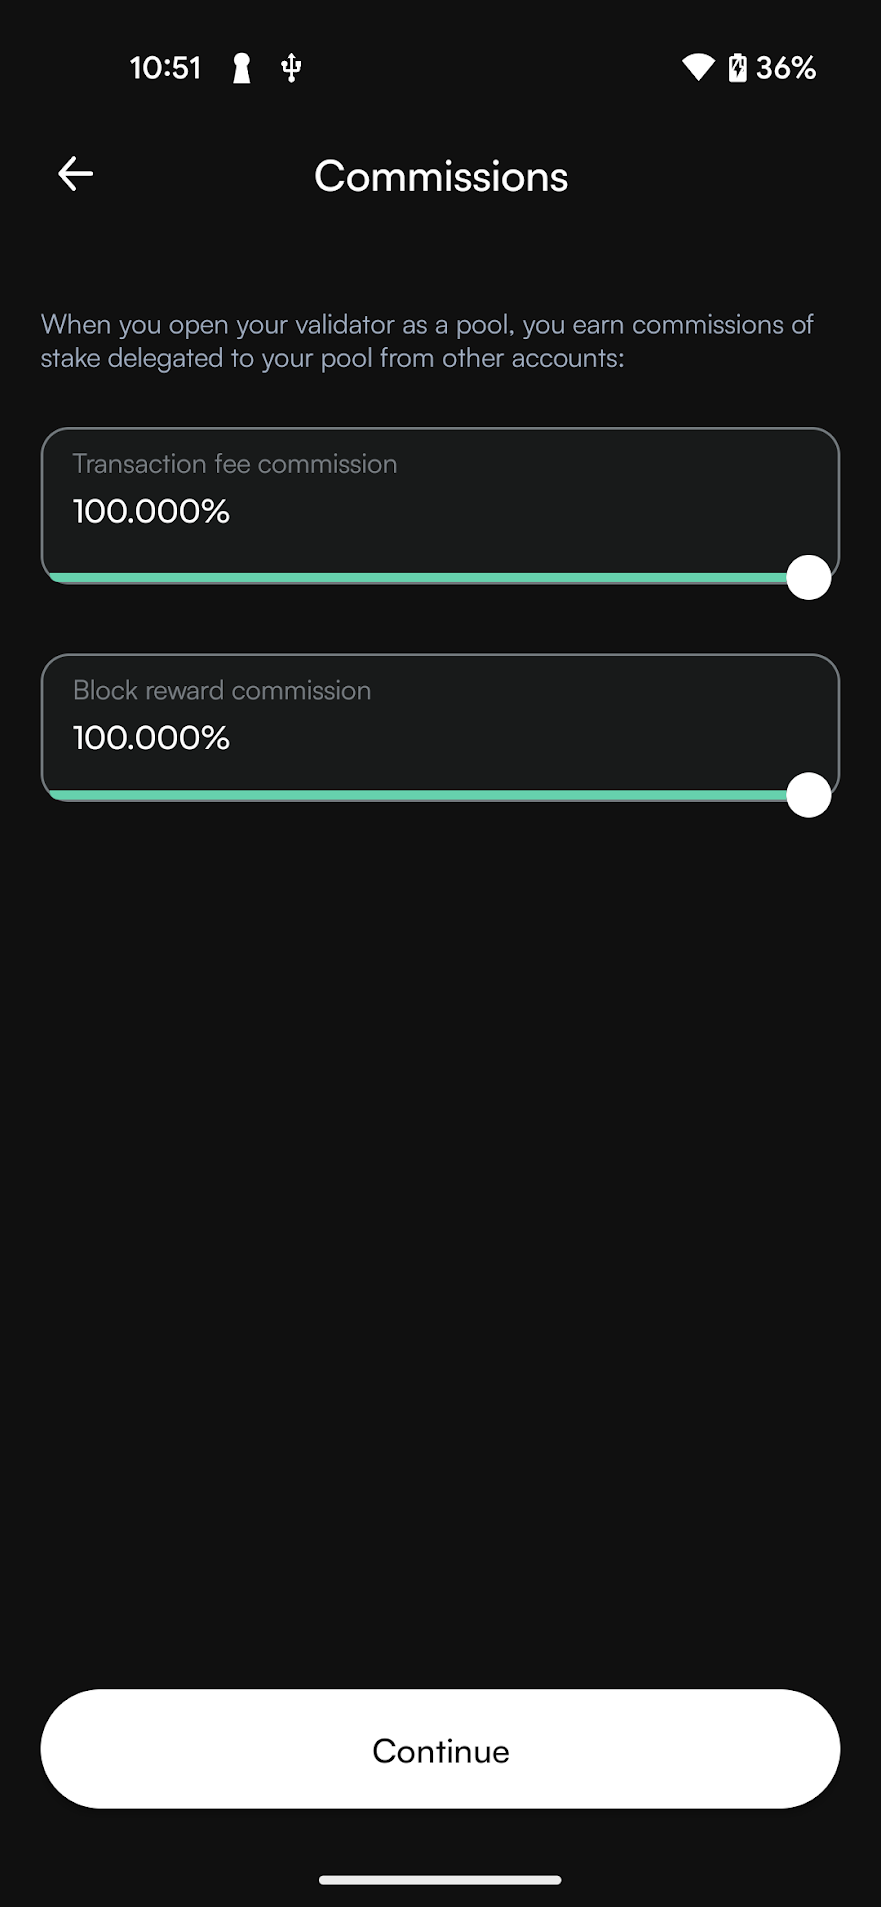 10:51 36%
Commissions
When you open your validator as a pool, you earn commissions of
stake delegated to your pool from other accounts:
Transaction fee commission
100.000%
Block reward commission
100.000%
Continue